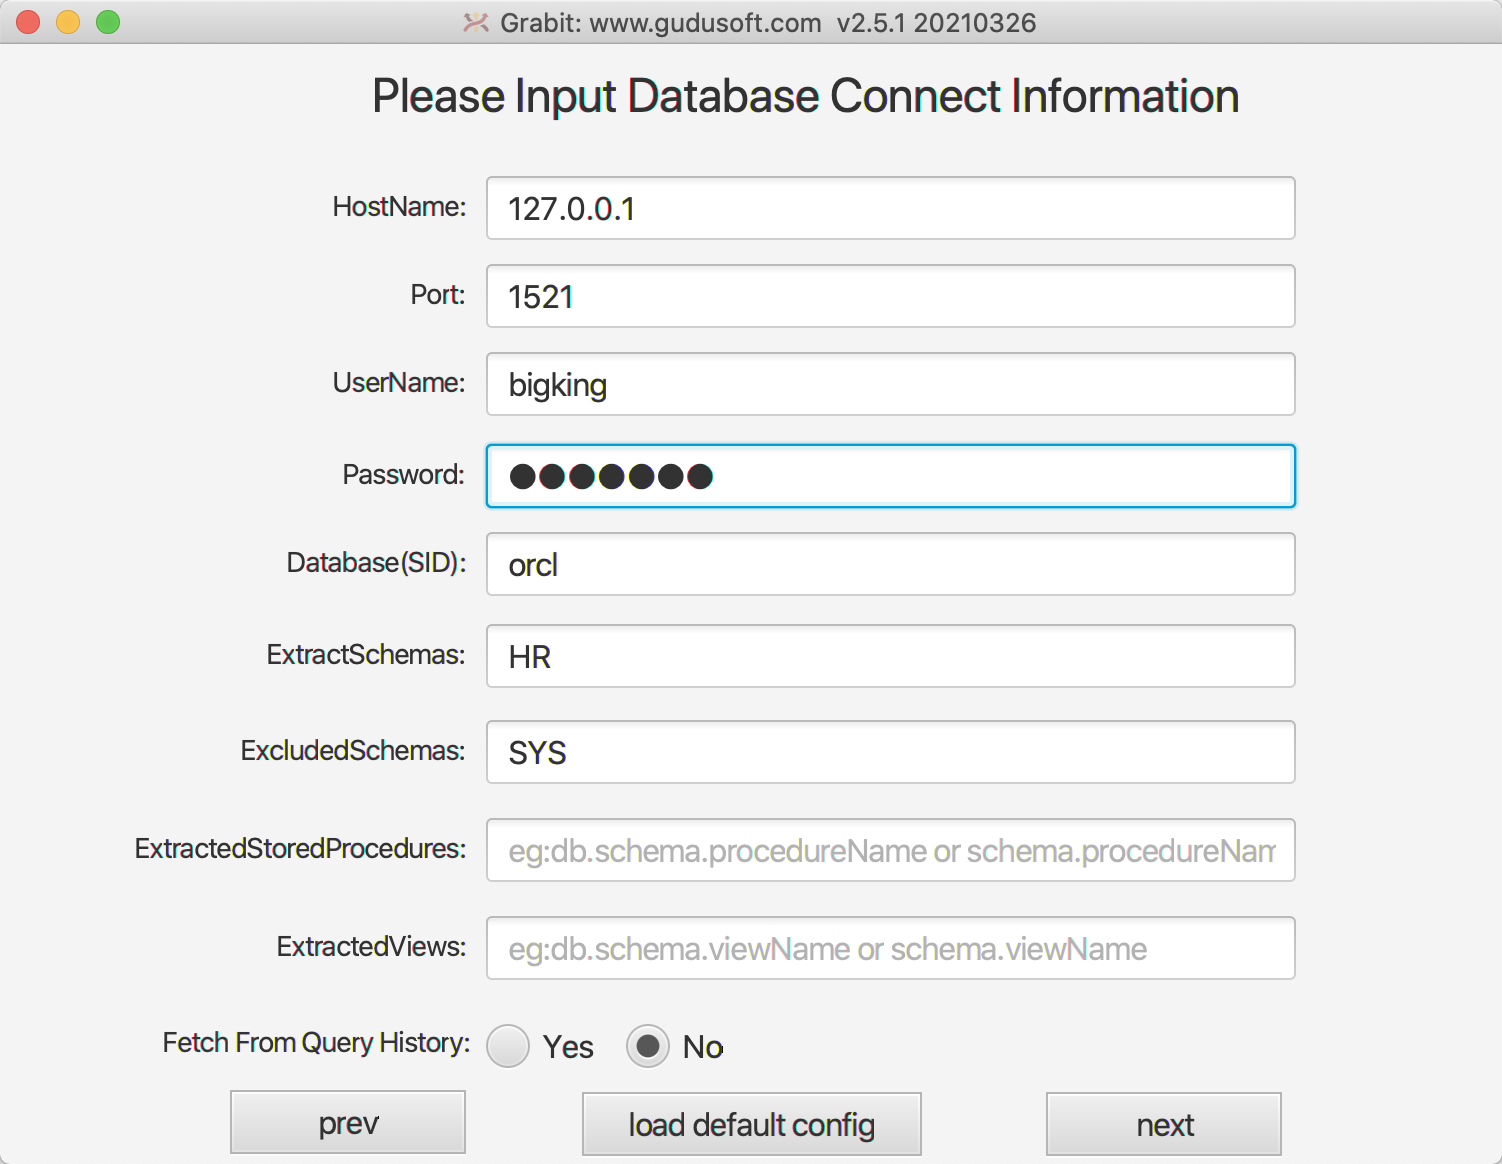 Grabit: www.gudusoft.com v2.5.1 20210326
Please Input Database Connect Information
HostName: 127.0.0.1
Port: 1521
UserName: bigking
Password: ●●●●●●●
Database(SID): orcl
ExtractSchemas: HR
ExcludedSchemas: SYS
ExtractedStoredProcedures: eg:db.schema.procedureName or schema.procedureNam
ExtractedViews: eg:db.schema.viewName or schema.viewName
Fetch From Query History: Yes No
prev load default config next